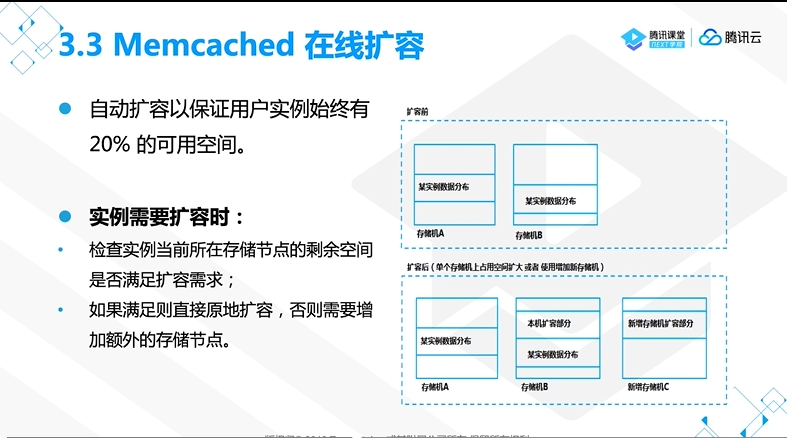 3.3 Memcached 在线扩容
腾讯课堂
NEXT学院
腾讯云
自动扩容以保证用户实例始终有
20% 的可用空间。
实例需要扩容时：
检查实例当前所在存储节点的剩余空间
是否满足扩容需求；
如果满足则直接原地扩容，否则需要增
加额外的存储节点。
扩容前
某实例数据分布
某实例数据分布
存储机A
存储机B
扩容后（单个存储机上占用空间扩大 或者 使用增加新存储机）
本机扩容部分
新增存储机扩容部分
某实例数据分布
某实例数据分布
存储机A
存储机B
新增存储机C